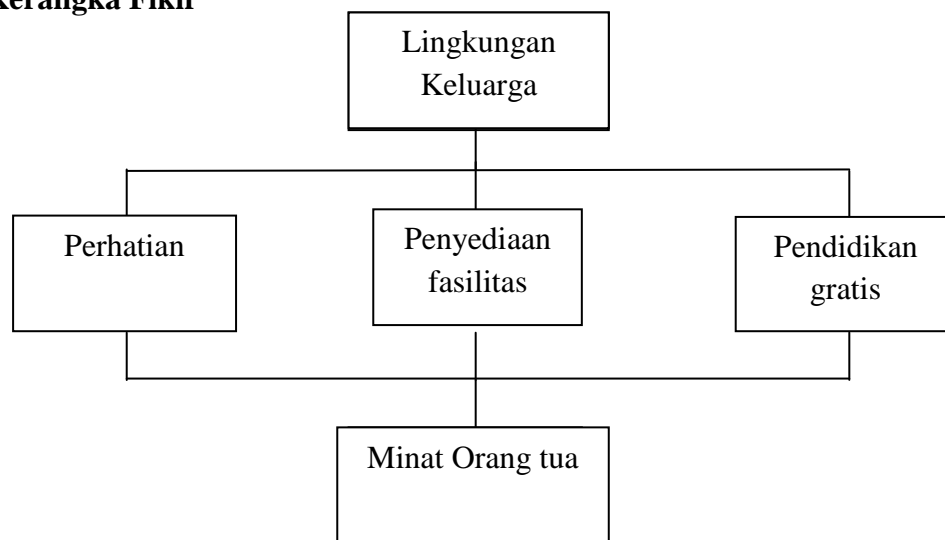 Kerangka Fikir
Lingkungan
Keluarga
Perhatian
Penyediaan
fasilitas
Pendidikan
gratis
Minat Orang tua